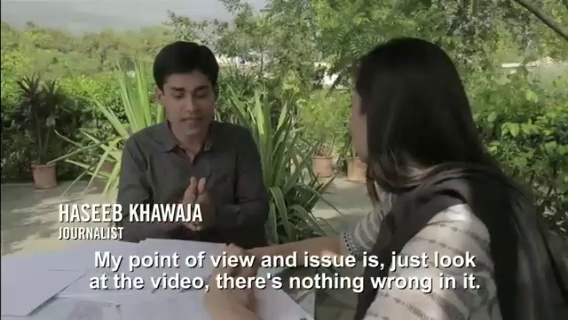 HASEEB KHAWAJA
JOURNALIST
My point of view and issue is, just look
at the video, there's nothing wrong in it.